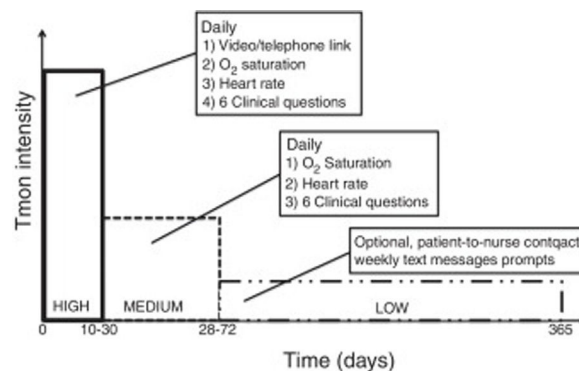 Daily
1) Video/telephone link
2) O₂ saturation
3) Heart rate
4) 6 Clinical questions
Daily
1) O₂ Saturation
2) Heart rate
3) 6 Clinical questions
Optional, patient-to-nurse contqact
weekly text messages prompts
Tmon intensity
HIGH
MEDIUM
LOW
0
10-30
28-72
365
Time (days)